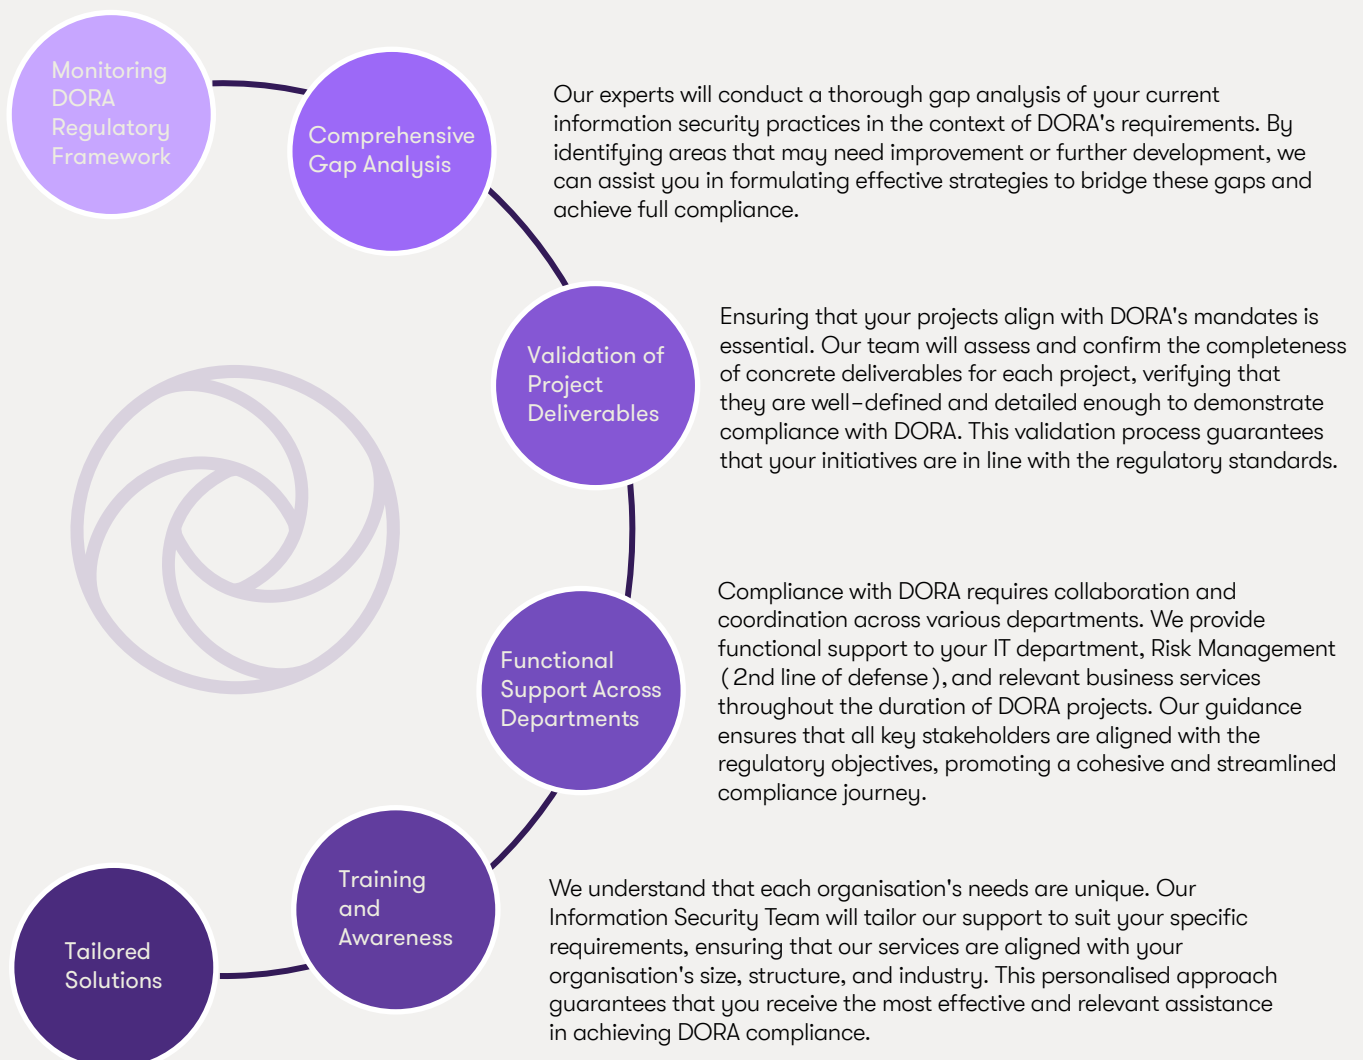 Monitoring
DORA
Regulatory
Framework
Comprehensive
Gap Analysis
Our experts will conduct a thorough gap analysis of your current
information security practices in the context of DORA's requirements. By
identifying areas that may need improvement or further development, we
can assist you in formulating effective strategies to bridge these gaps and
achieve full compliance.
Validation of
Project
Deliverables
Ensuring that your projects align with DORA's mandates is
essential. Our team will assess and confirm the completeness
of concrete deliverables for each project, verifying that
they are well-defined and detailed enough to demonstrate
compliance with DORA. This validation process guarantees
that your initiatives are in line with the regulatory standards.
Functional
Support Across
Departments
Compliance with DORA requires collaboration and
coordination across various departments. We provide
functional support to your IT department, Risk Management
(2nd line of defense), and relevant business services
throughout the duration of DORA projects. Our guidance
ensures that all key stakeholders are aligned with the
regulatory objectives, promoting a cohesive and streamlined
compliance journey.
Training
and
Awareness
We understand that each organisation's needs are unique. Our
Information Security Team will tailor our support to suit your specific
requirements, ensuring that our services are aligned with your
organisation's size, structure, and industry. This personalised approach
guarantees that you receive the most effective and relevant assistance
in achieving DORA compliance.
Tailored
Solutions